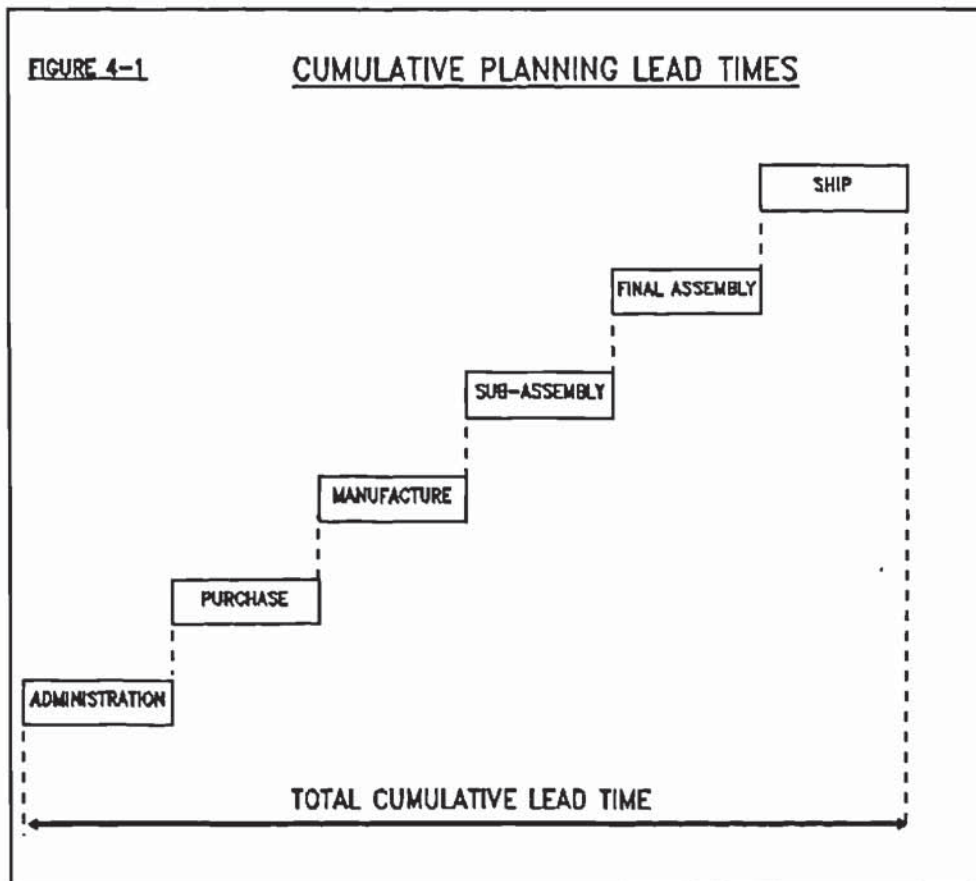 FIGURE 4-1
CUMULATIVE PLANNING LEAD TIMES
SHIP
FINAL ASSEMBLY
SUB-ASSEMBLY
MANUFACTURE
PURCHASE
ADMINISTRATION
TOTAL CUMULATIVE LEAD TIME